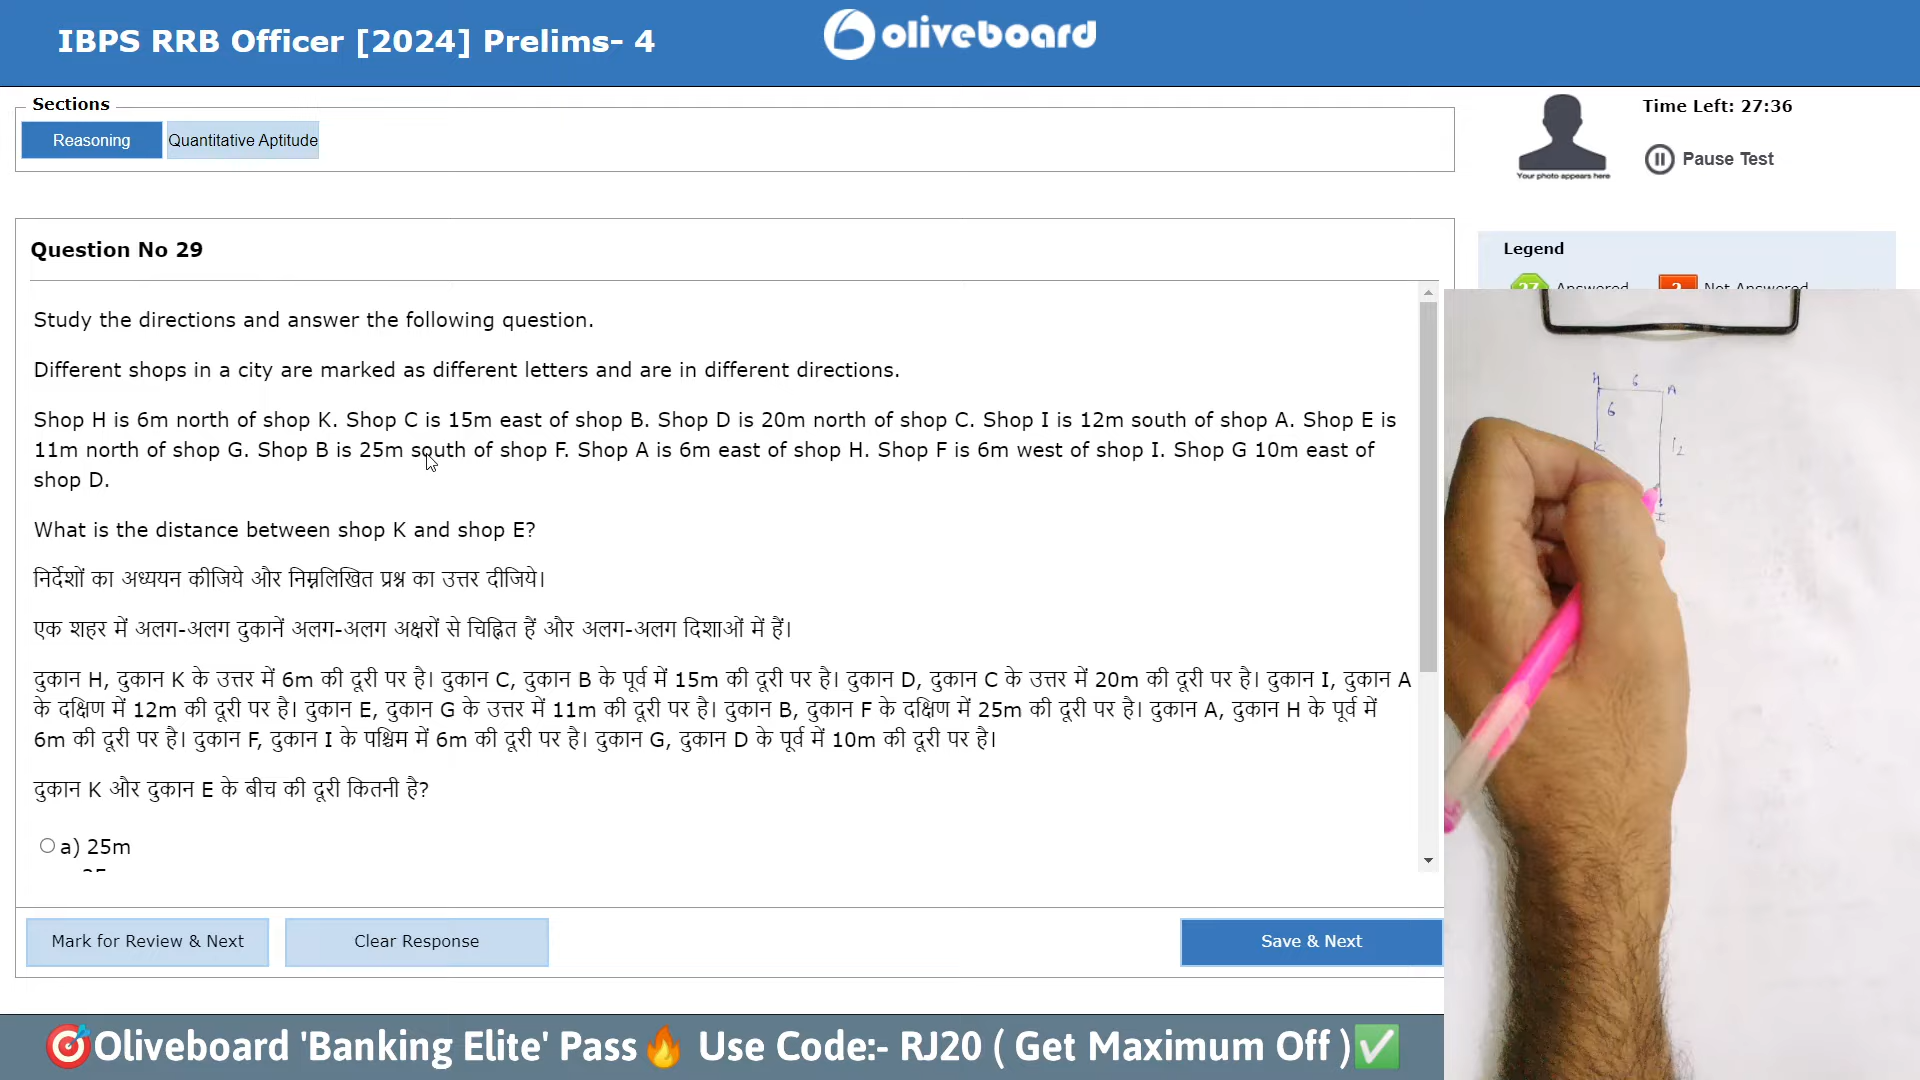 IBPS RRB Officer [2024] Prelims- 4
oliveboard
Sections
Reasoning
Quantitative Aptitude
Your photo appears here
Time Left: 27:36
Pause Test
Question No 29
Study the directions and answer the following question.
Different shops in a city are marked as different letters and are in different directions.
Shop H is 6m north of shop K. Shop C is 15m east of shop B. Shop D is 20m north of shop C. Shop I is 12m south of shop A. Shop E is
11m north of shop G. Shop B is 25m south of shop F. Shop A is 6m east of shop H. Shop F is 6m west of shop I. Shop G 10m east of
shop D.
What is the distance between shop K and shop E?
निर्देशों का अध्ययन कीजिये और निम्नलिखित प्रश्न का उत्तर दीजिये।
एक शहर में अलग-अलग दुकानें अलग-अलग अक्षरों से चिह्नित हैं और अलग-अलग दिशाओं में हैं।
दुकान H, दुकान K के उत्तर में 6m की दूरी पर है। दुकान C, दुकान B के पूर्व में 15m की दूरी पर है। दुकान D, दुकान C के उत्तर में 20m की दूरी पर है। दुकान I, दुकान A
के दक्षिण में 12m की दूरी पर है। दुकान E, दुकान G के उत्तर में 11m की दूरी पर है। दुकान B, दुकान F के दक्षिण में 25m की दूरी पर है। दुकान A, दुकान H के पूर्व में
6m की दूरी पर है। दुकान F, दुकान I के पश्चिम में 6m की दूरी पर है। दुकान G, दुकान D के पूर्व में 10m की दूरी पर है।
दुकान K और दुकान E के बीच की दूरी कितनी है?
a) 25m
Mark for Review & Next
Clear Response
Save & Next
Legend
27 Answered
2 Not Answered
H 6 A
6
K 12
I
🎯Oliveboard 'Banking Elite' Pass🔥 Use Code:- RJ20 ( Get Maximum Off )✅